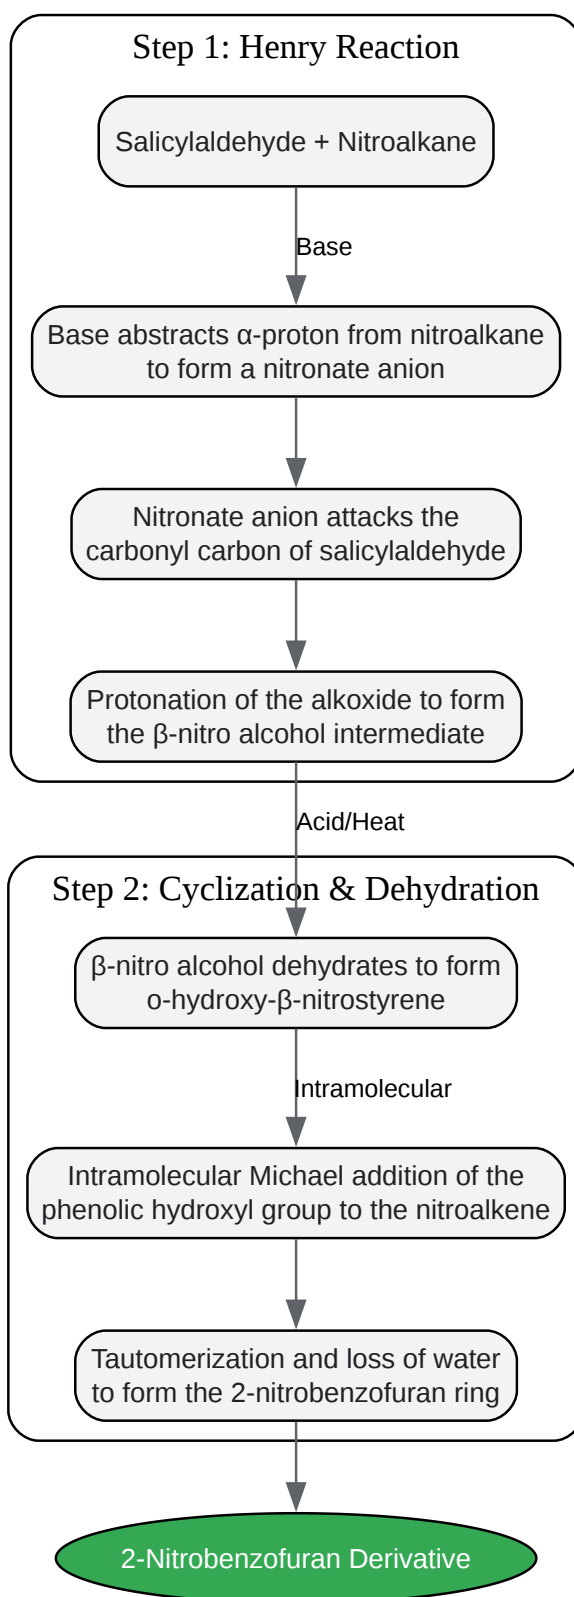 Step 1: Henry Reaction
Salicylaldehyde + Nitroalkane
Base
Base abstracts α-proton from nitroalkane
to form a nitronate anion
Nitronate anion attacks the
carbonyl carbon of salicylaldehyde
Protonation of the alkoxide to form
the β-nitro alcohol intermediate
Acid/Heat
Step 2: Cyclization & Dehydration
β-nitro alcohol dehydrates to form
o-hydroxy-β-nitrostyrene
Intramolecular
Intramolecular Michael addition of the
phenolic hydroxyl group to the nitroalkene
Tautomerization and loss of water
to form the 2-nitrobenzofuran ring
2-Nitrobenzofuran Derivative